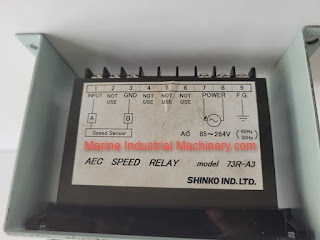 1 2 3 4 5 6 7 8 9
INPUT NOT USE GND NOT USE NOT USE NOT USE POWER F.G.
A B
Speed Sensor
AC 85~264V (60Hz 50Hz)
Marine Industrial Machinery.com
AEC SPEED RELAY model 73R-A3
SHINKO IND. LTD.